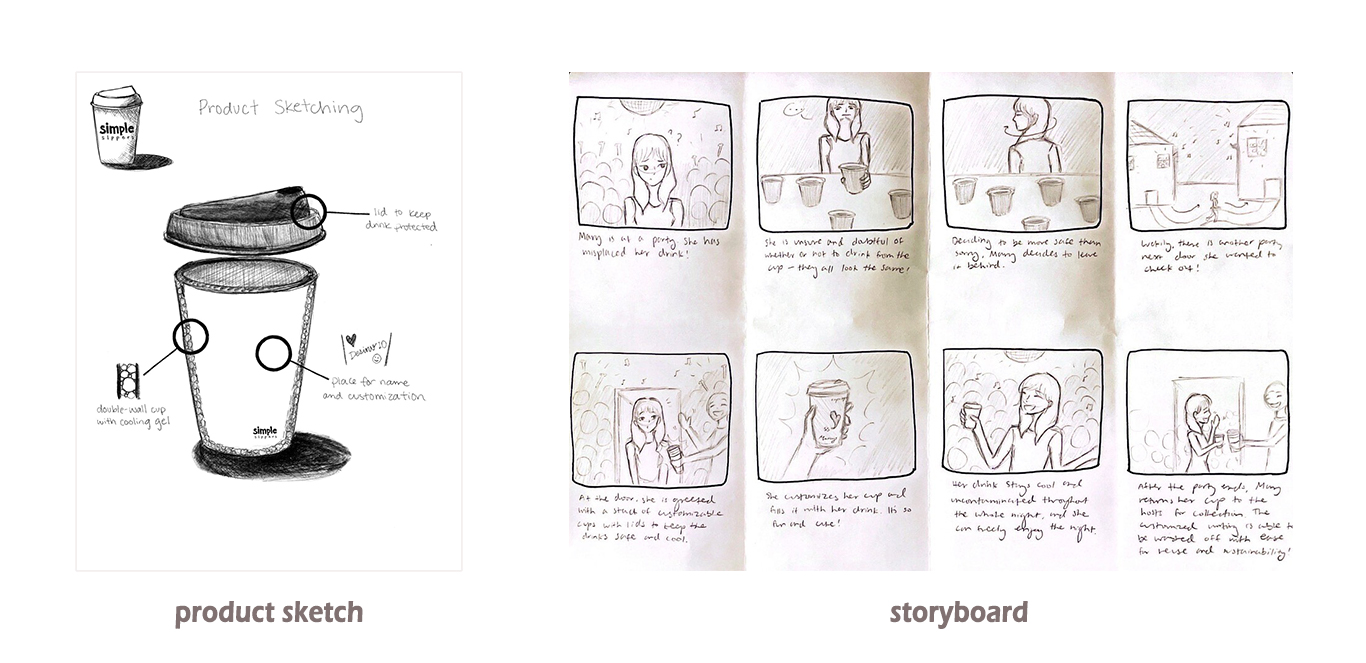 simple
sippors
Product Sketching
lid to keep
drink protected
Desiree
place for name
and customization
double-wall cup
with cooling gel
simple
sippors
product sketch
? ?
Mary is at a party she has
misplaced her drink!
She is unsure and doubtful of
whether or not to drink from the
cup - they all look the same!
Deciding to be more safe than
sorry, Mary decides to leave
it behind.
Luckily, there is another party
next door she wanted to
check out!
At the door, she is greeted
with a stack of customizable
cups with lids to keep the
drinks safe and cool.
Mary
She customizes her cup and
fills it with her drink. It's so
fun and cute!
Her drink stays cool and
uncontaminated throughout
the whole night, and she
can freely enjoy the night.
After the party ends, Mary
returns her cup to the
hosts for collection. The
customized writing is able to
be washed off with ease
for reuse and sustainability!
storyboard